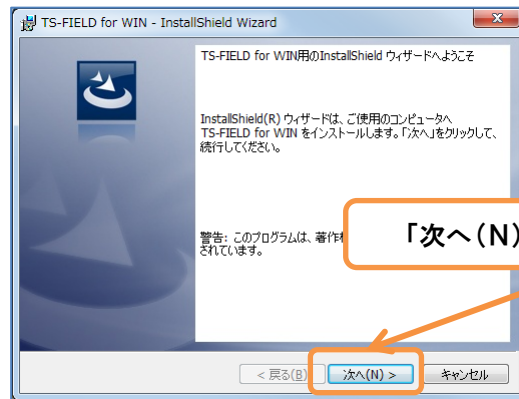 TS-FIELD for WIN - InstallShield Wizard
TS-FIELD for WIN用のInstallShield ウィザードへようこそ
InstallShield(R) ウィザードは、ご使用のコンピュータへ
TS-FIELD for WIN をインストールします。「次へ」をクリックして、
続行してください。
警告: このプログラムは、著作
されています。
「次へ(N)
< 戻る(B)
次へ(N) >
キャンセル